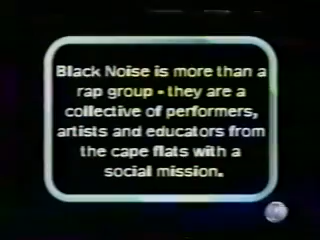 Black Noise is more than a
rap group - they are a
collective of performers,
artists and educators from
the cape flats with a
social mission.